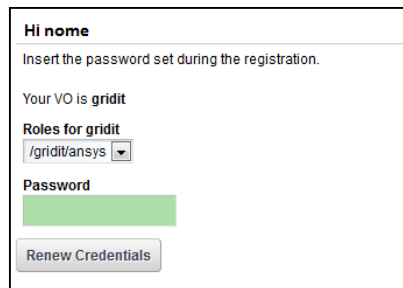 Hi nome
Insert the password set during the registration.
Your VO is gridit
Roles for gridit
/gridit/ansys
Password
Renew Credentials